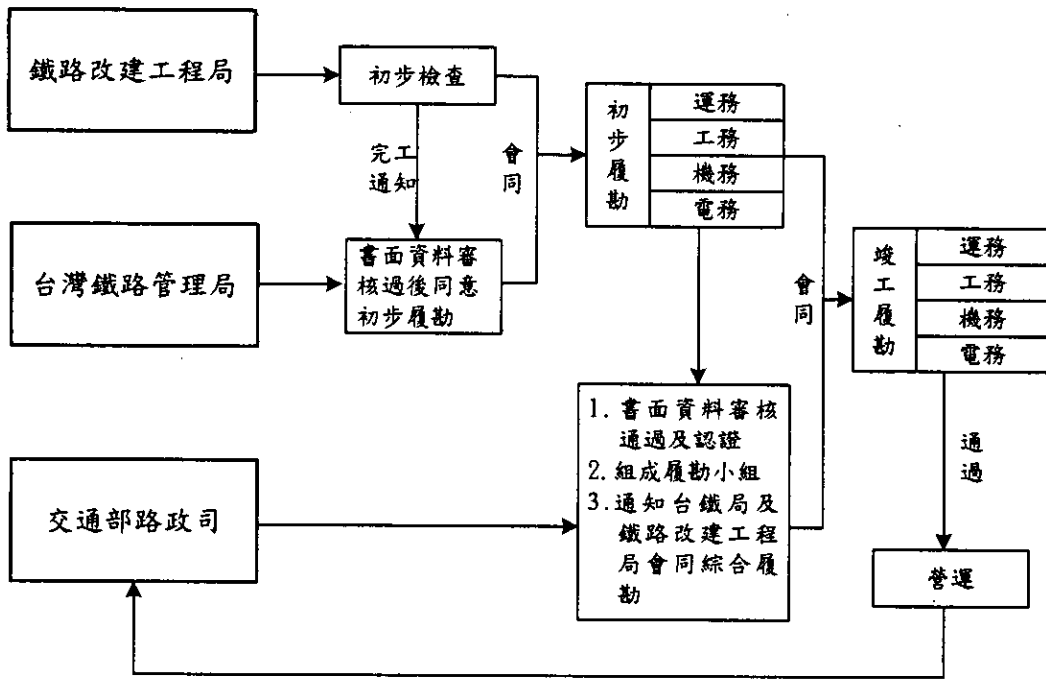 鐵路改建工程局
初步檢查
完工
通知
會同
初步履勘
運務
工務
機務
電務
台灣鐵路管理局
書面資料審
核過後同意
初步履勘
會同
竣工履勘
運務
工務
機務
電務
交通部路政司
1. 書面資料審核
通過及認證
2. 組成履勘小組
3. 通知台鐵局及
鐵路改建工程
局會同綜合履
勘
通過
營運